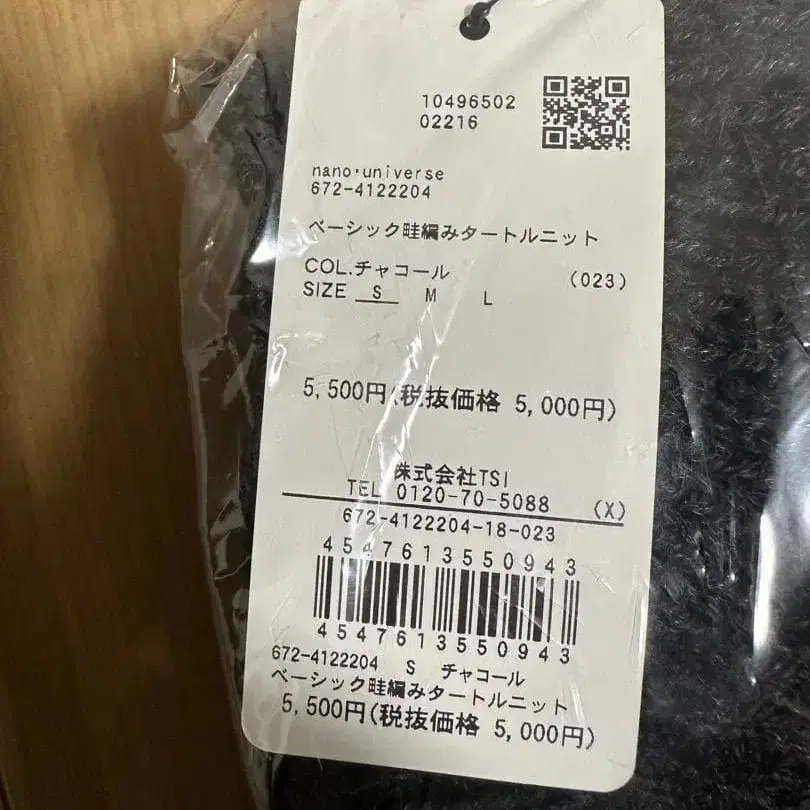 10496502
02216
nano・universe
672-4122204
ベーシック畦編みタートルニット
COL.チャコール (023)
SIZE S M L
5,500円(税抜価格 5,000円)
株式会社TSI
TEL 0120-70-5088 (X)
672-4122204-18-023
4547613550943
4547613550943
672-4122204 S チャコール
ベーシック畦編みタートルニット
5,500円(税抜価格 5,000円)